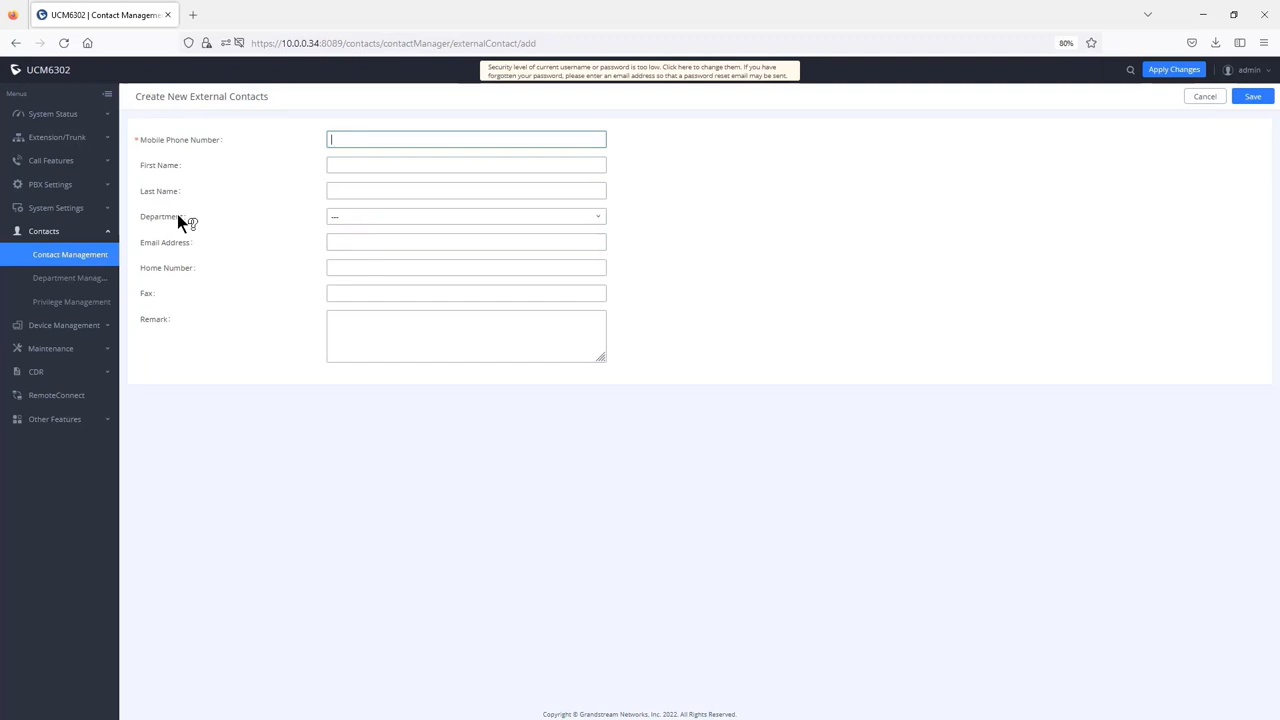 UCM6302 | Contact Manageme
https://10.0.0.34:8089/contacts/contactManager/externalContact/add
80%
UCM6302
Security level of current username or password is too low. Click here to change them. If you have
forgotten your password, please enter an email address so that a password reset email may be sent.
Apply Changes
admin
Menus
Create New External Contacts
Cancel
Save
System Status
Extension/Trunk
Call Features
PBX Settings
System Settings
Contacts
Contact Management
Department Manag...
Privilege Management
Device Management
Maintenance
CDR
RemoteConnect
Other Features
* Mobile Phone Number:
First Name:
Last Name:
Department:
---
Email Address:
Home Number:
Fax:
Remark:
Copyright © Grandstream Networks, Inc. 2022. All Rights Reserved.